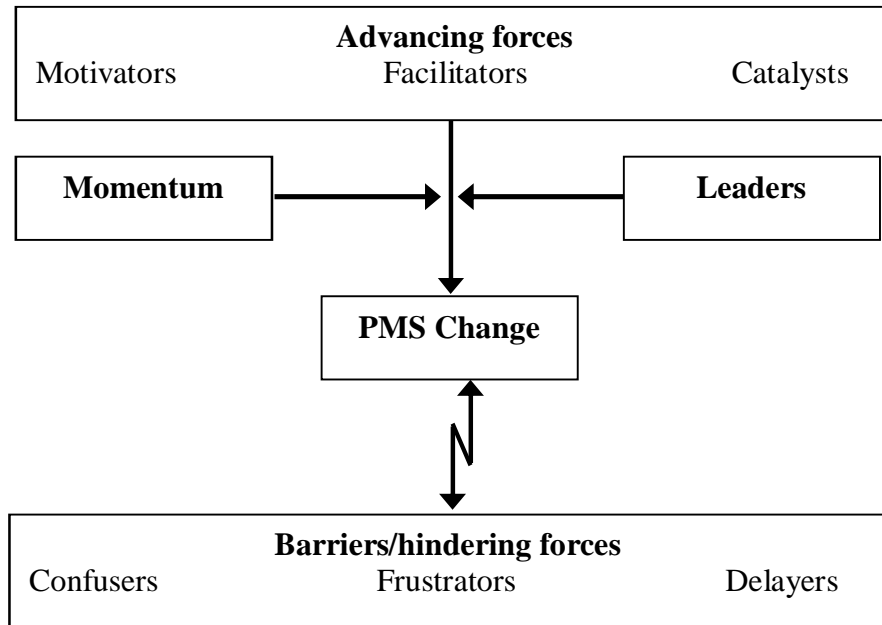 Advancing forces
Motivators Facilitators Catalysts
Momentum Leaders
PMS Change
Barriers/hindering forces
Confusers Frustrators Delayers